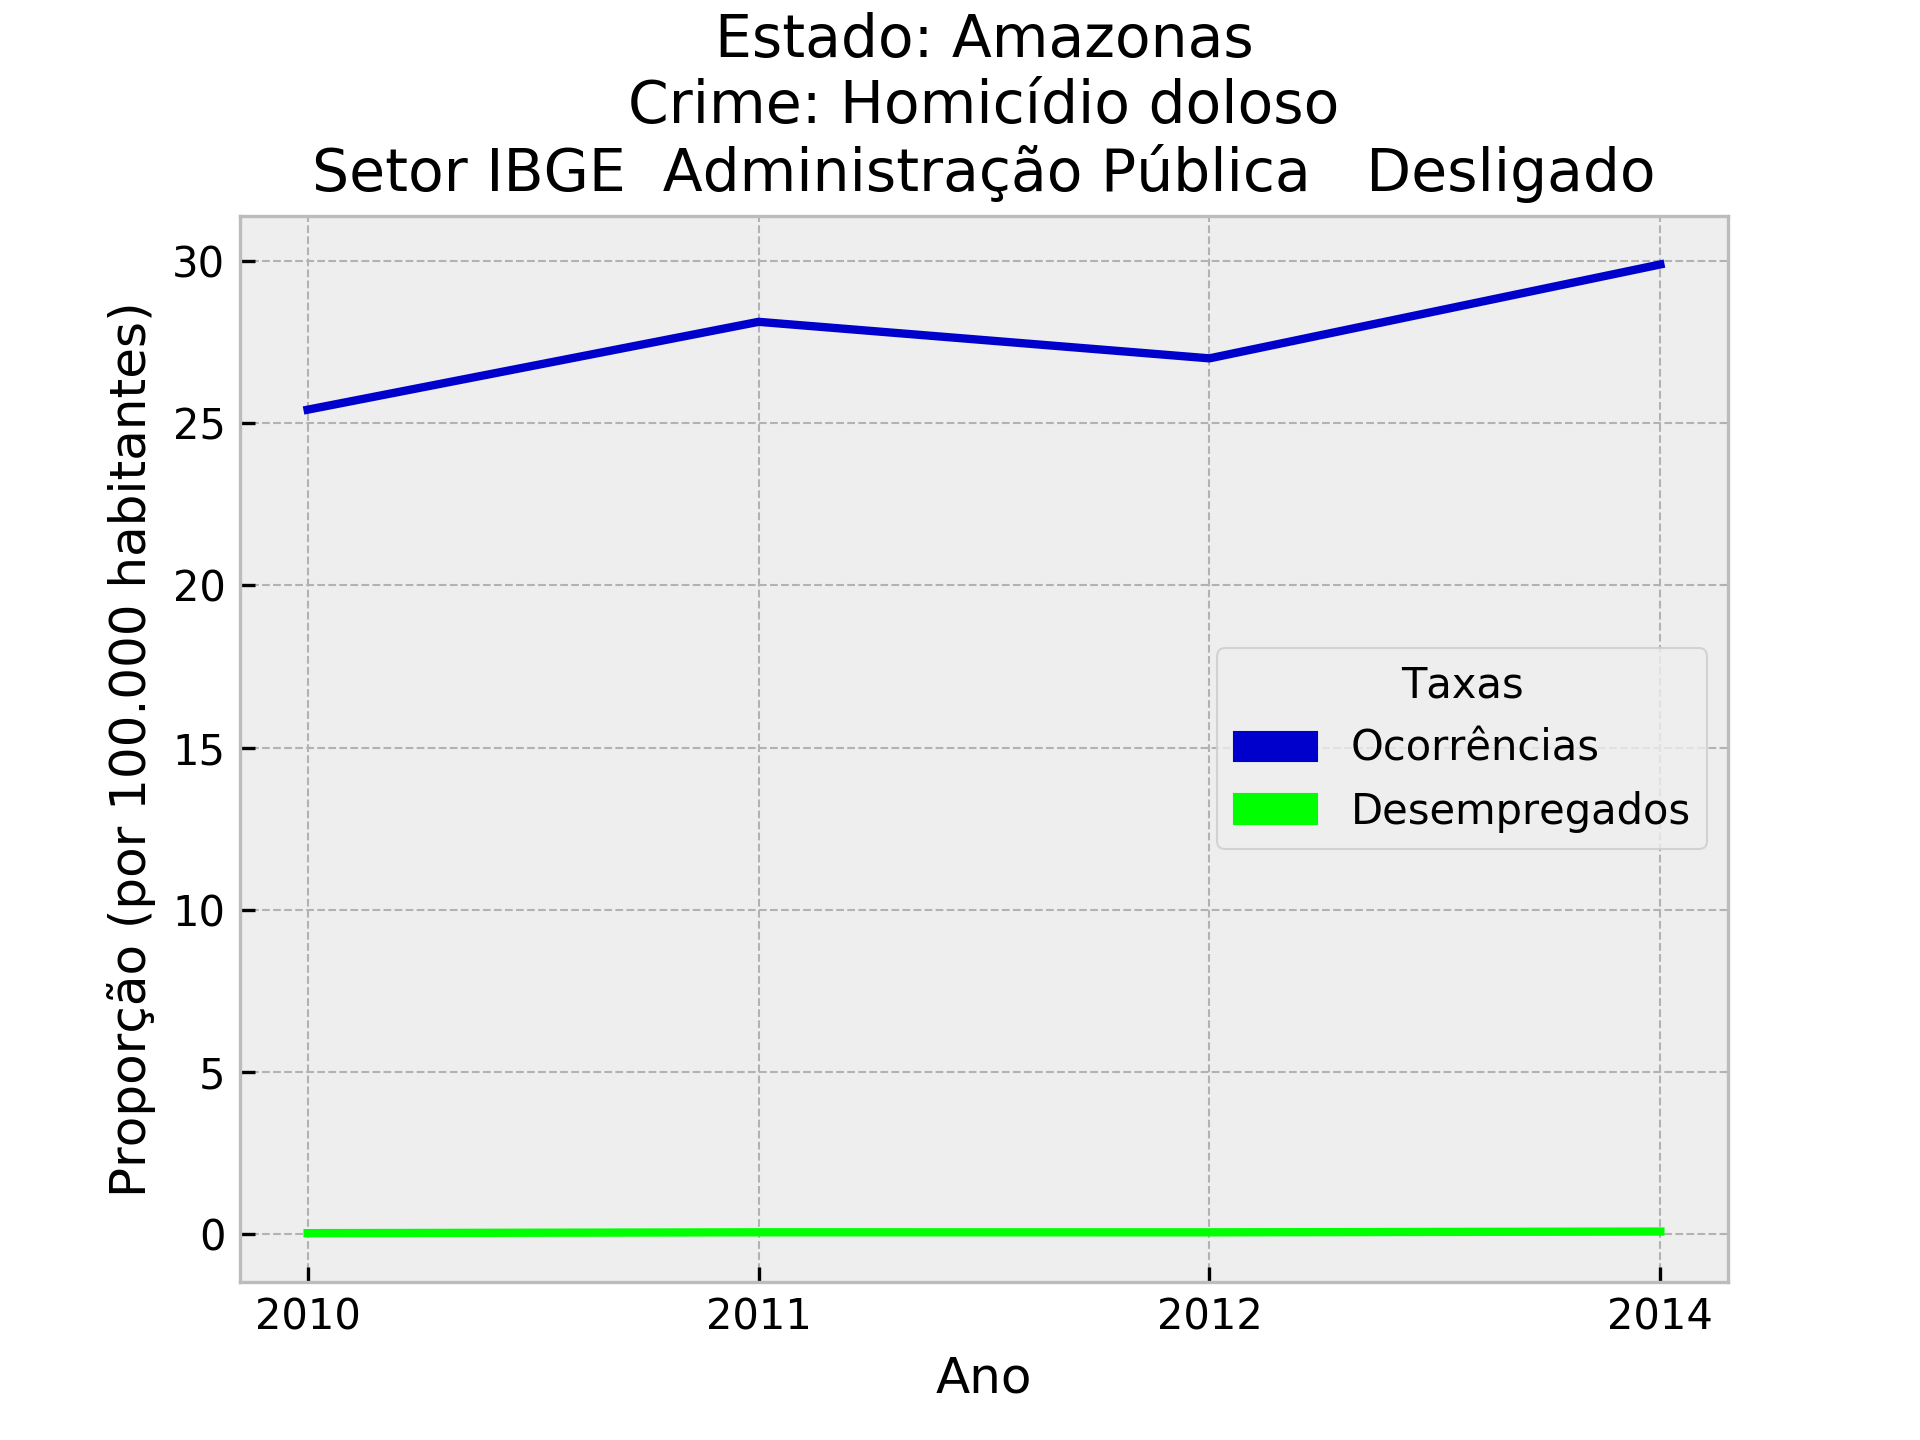 Estado: Amazonas
Crime: Homicídio doloso
Setor IBGE  Administração Pública   Desligado
Proporção (por 100.000 habitantes)
30
25
20
15
10
5
0
Taxas
Ocorrências
Desempregados
2010 2011 2012 2014
Ano